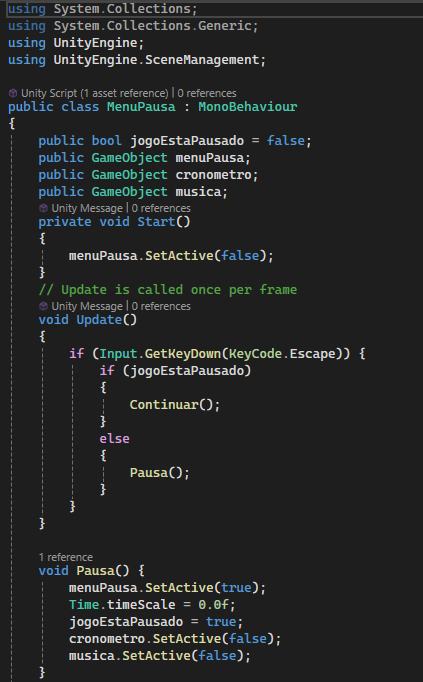 using System.Collections;
using System.Collections.Generic;
using UnityEngine;
using UnityEngine.SceneManagement;
Unity Script (1 asset reference) | 0 references
public class MenuPausa : MonoBehaviour
{
public bool jogoEstaPausado = false;
public GameObject menuPausa;
public GameObject cronometro;
public GameObject musica;
Unity Message | 0 references
private void Start()
{
menuPausa.SetActive(false);
}
// Update is called once per frame
Unity Message | 0 references
void Update()
{
if (Input.GetKeyDown(KeyCode.Escape)) {
if (jogoEstaPausado)
{
Continuar();
}
else
{
Pausa();
}
}
}
1 reference
void Pausa() {
menuPausa.SetActive(true);
Time.timeScale = 0.0f;
jogoEstaPausado = true;
cronometro.SetActive(false);
musica.SetActive(false);
}